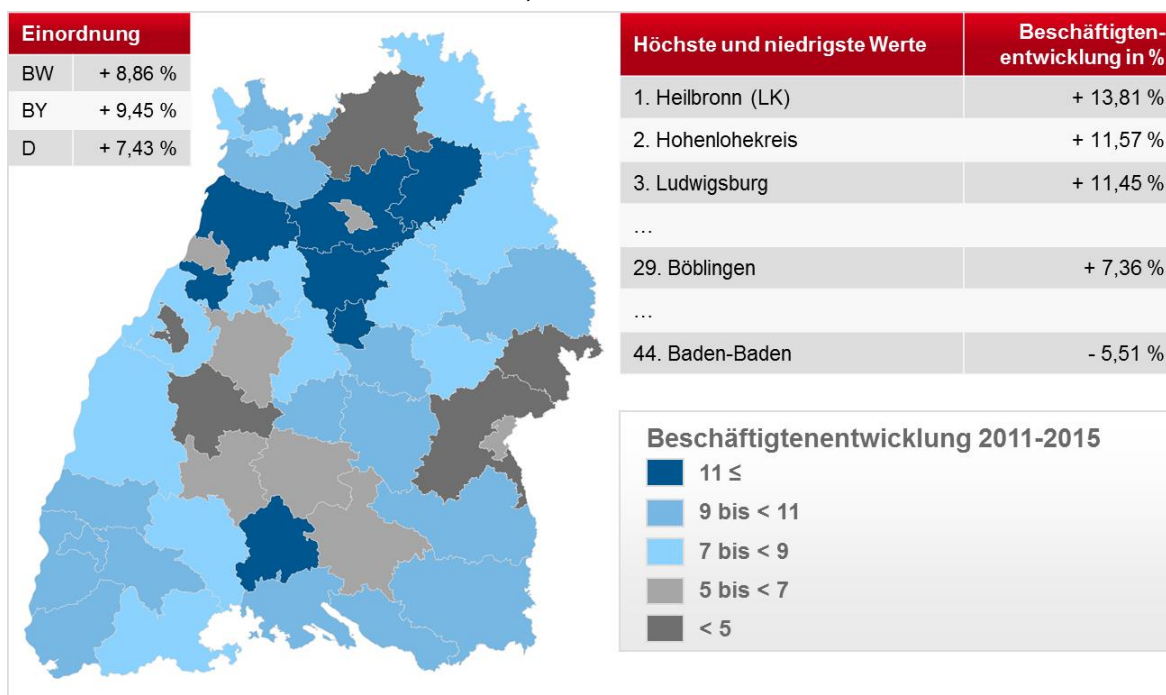 Einordnung
BW + 8,86 %
BY + 9,45 %
D + 7,43 %
Höchste und niedrigste Werte Beschäftigten-
entwicklung in %
1. Heilbronn (LK) + 13,81 %
2. Hohenlohekreis + 11,57 %
3. Ludwigsburg + 11,45 %
…
29. Böblingen + 7,36 %
…
44. Baden-Baden - 5,51 %
Beschäftigtenentwicklung 2011-2015
11 ≤
9 bis < 11
7 bis < 9
5 bis < 7
< 5